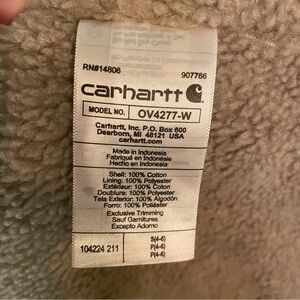 RN#14806 907786
carhartt
MODEL NO. OV4277-W
Carhartt, Inc. P.O. Box 600
Dearborn, MI 48121 USA
carhartt.com
Made in Indonesia
Fabriqué en Indonésie
Hecho en Indonesia
Shell: 100% Cotton
Lining: 100% Polyester
Extérieur: 100% Coton
Doublure: 100% Polyester
Tela Exterior: 100% Algodón
Forro: 100% Poliéster
Exclusive Trimming
Sauf Garnitures
Excepto Adorno
104224 211
S(4-6)
P(4-6)
P(4-6)